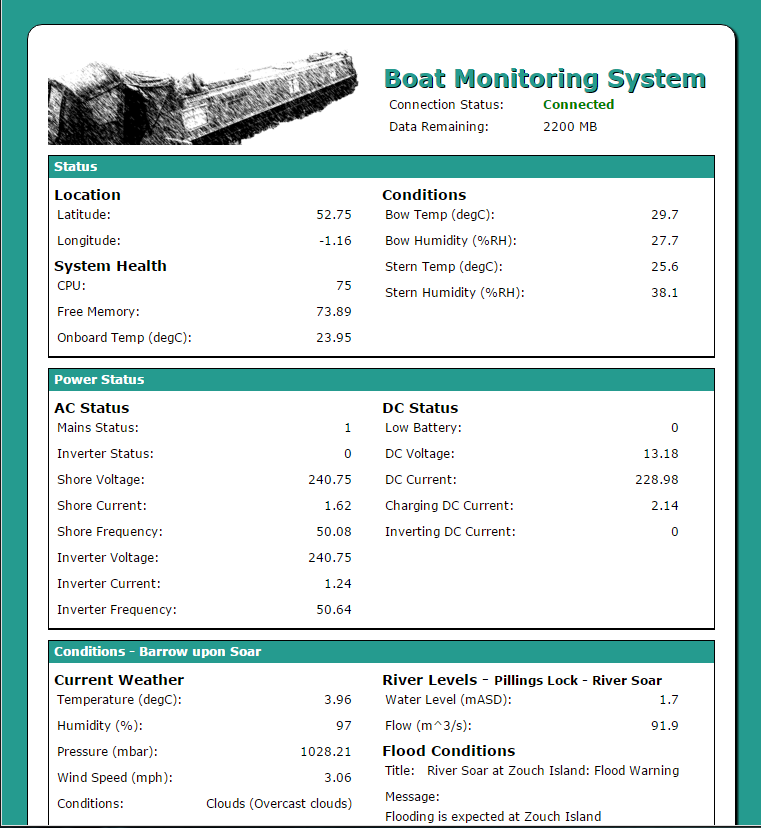 Boat Monitoring System
Connection Status: Connected
Data Remaining: 2200 MB
Status
Location
Latitude: 52.75
Longitude: -1.16
System Health
CPU: 75
Free Memory: 73.89
Onboard Temp (degC): 23.95
Conditions
Bow Temp (degC): 29.7
Bow Humidity (%RH): 27.7
Stern Temp (degC): 25.6
Stern Humidity (%RH): 38.1
Power Status
AC Status
Mains Status: 1
Inverter Status: 0
Shore Voltage: 240.75
Shore Current: 1.62
Shore Frequency: 50.08
Inverter Voltage: 240.75
Inverter Current: 1.24
Inverter Frequency: 50.64
DC Status
Low Battery: 0
DC Voltage: 13.18
DC Current: 228.98
Charging DC Current: 2.14
Inverting DC Current: 0
Conditions - Barrow upon Soar
Current Weather
Temperature (degC): 3.96
Humidity (%): 97
Pressure (mbar): 1028.21
Wind Speed (mph): 3.06
Conditions: Clouds (Overcast clouds)
River Levels - Pillings Lock - River Soar
Water Level (mASD): 1.7
Flow (m^3/s): 91.9
Flood Conditions
Title: River Soar at Zouch Island: Flood Warning
Message:
Flooding is expected at Zouch Island